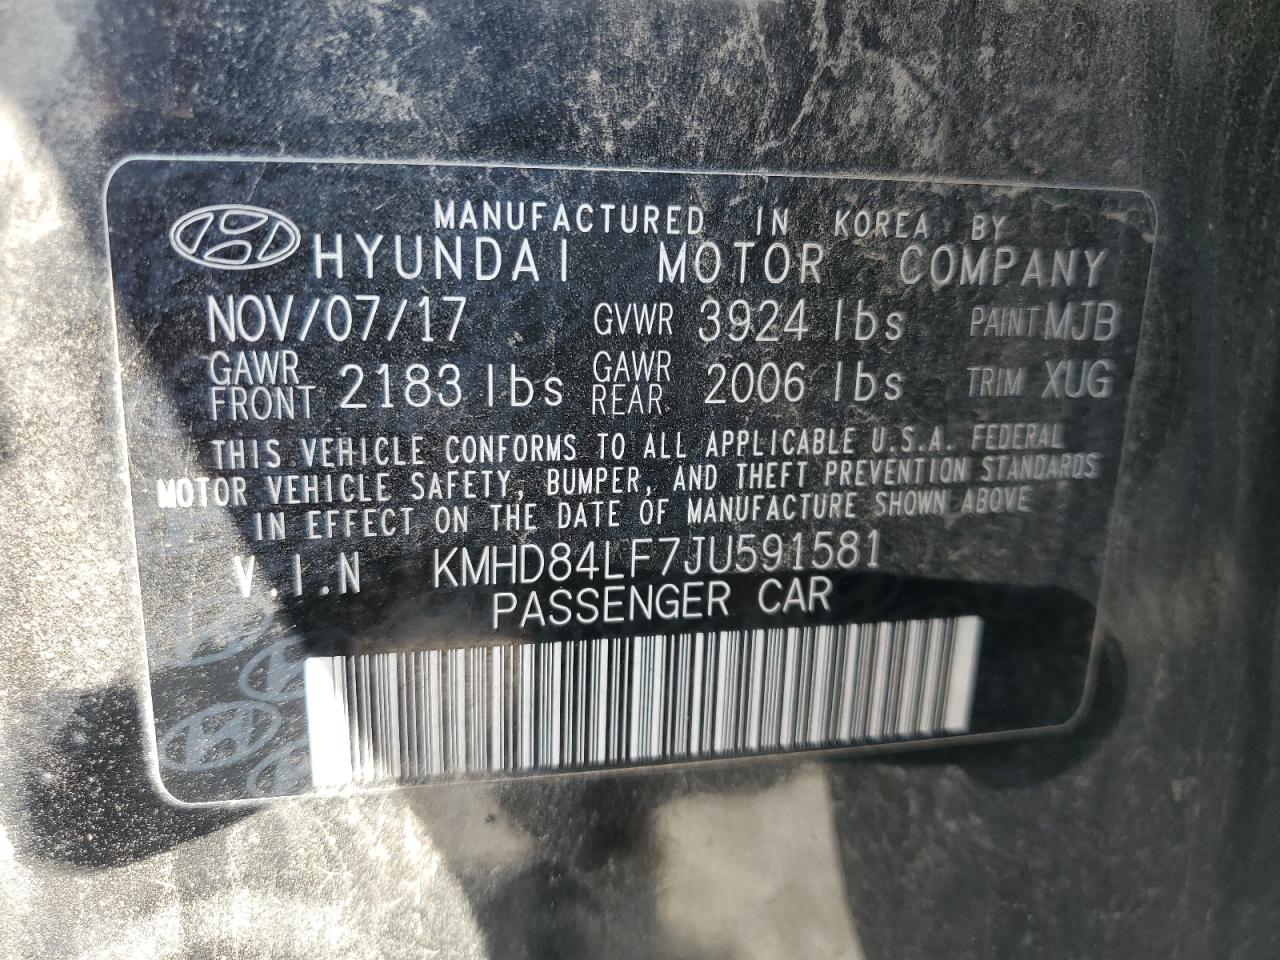 MANUFACTURED IN KOREA BY
HYUNDAI MOTOR COMPANY
NOV/07/17 GVWR 3924 lbs PAINT MJB
GAWR FRONT 2183 lbs GAWR REAR 2006 lbs TRIM XUG
THIS VEHICLE CONFORMS TO ALL APPLICABLE U.S.A. FEDERAL
MOTOR VEHICLE SAFETY, BUMPER, AND THEFT PREVENTION STANDARDS
IN EFFECT ON THE DATE OF MANUFACTURE SHOWN ABOVE
V.I.N KMHD84LF7JU591581
PASSENGER CAR